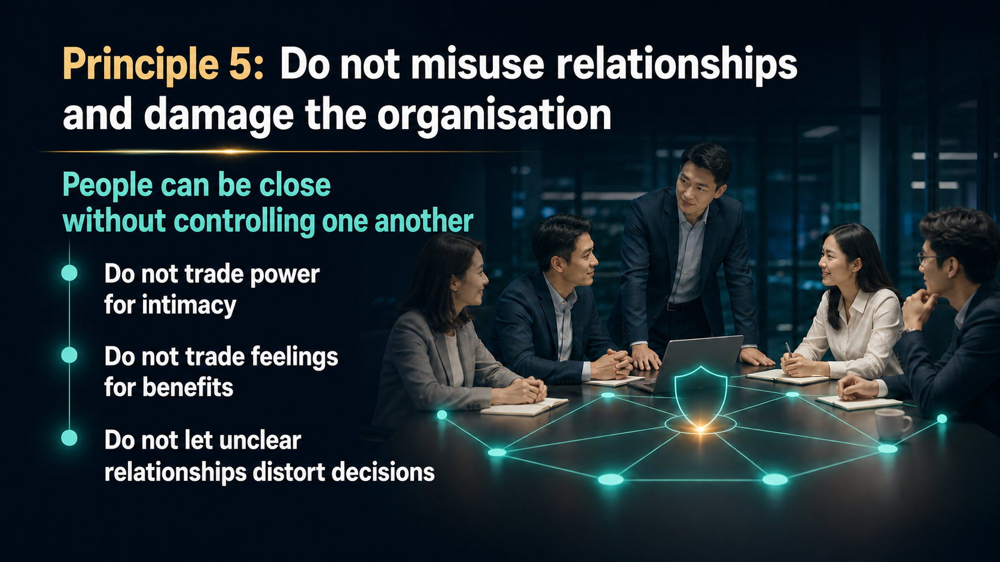 Principle 5: Do not misuse relationships
and damage the organisation
People can be close
without controlling one another
Do not trade power
for intimacy
Do not trade feelings
for benefits
Do not let unclear
relationships distort decisions